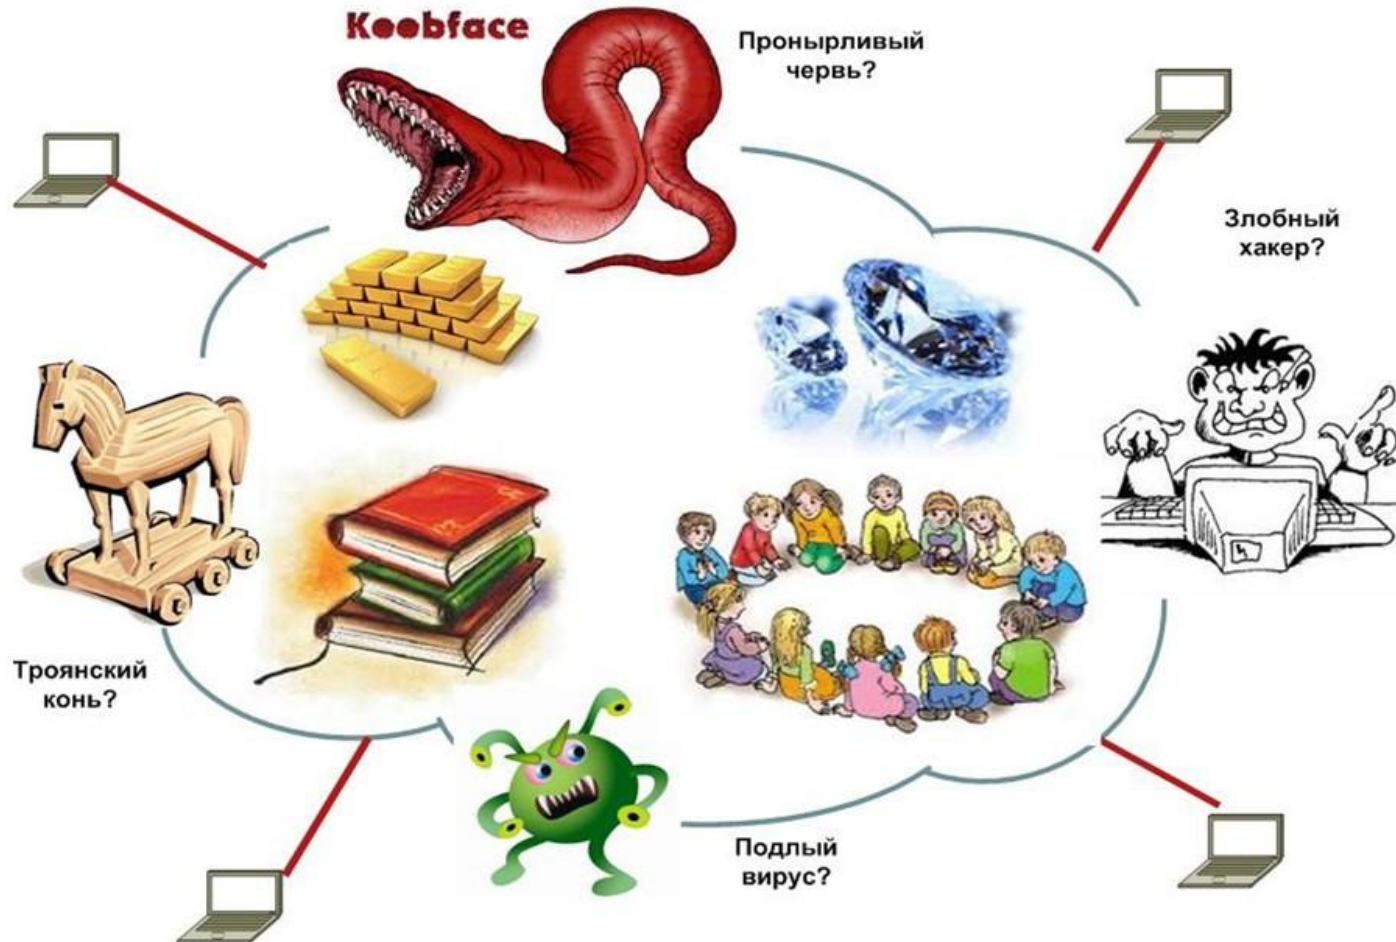 Koobface
Пронырливый
червь?
Злобный
хакер?
Троянский
конь?
Подлый
вирус?